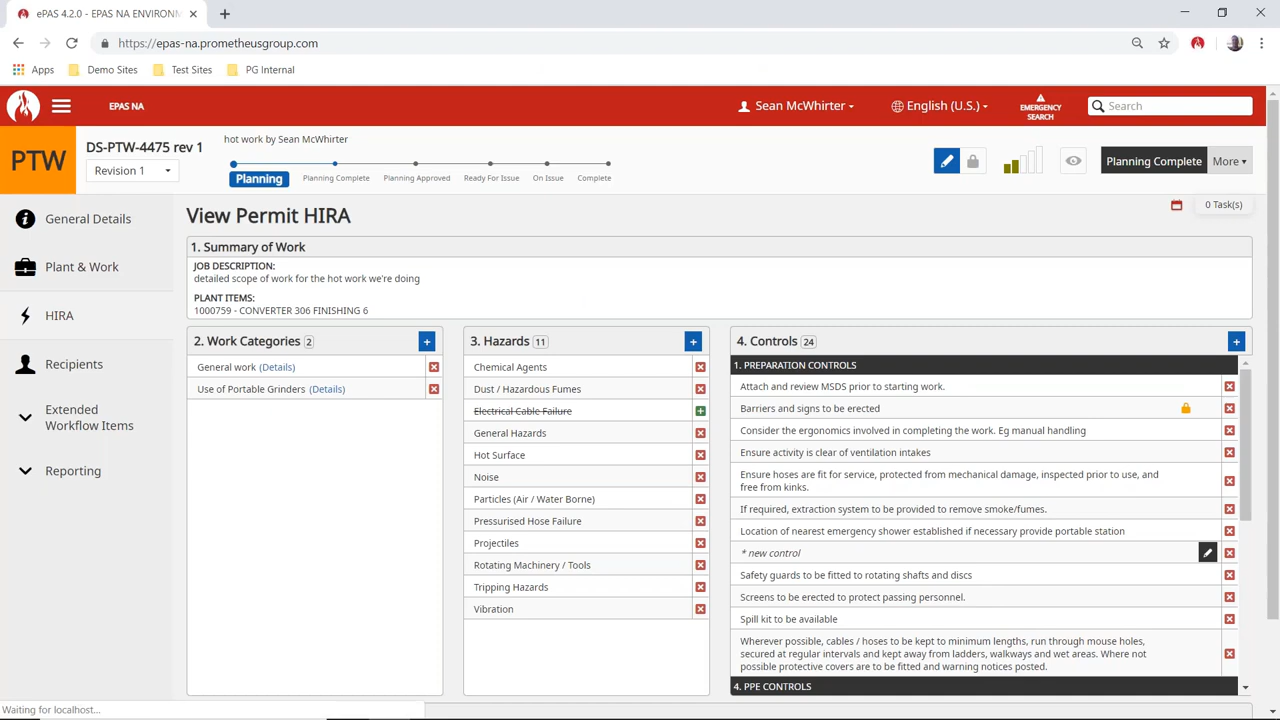 ePAS 4.2.0 - EPAS NA ENVIRONM
https://epas-na.prometheusgroup.com
Apps
Demo Sites
Test Sites
PG Internal
EPAS NA
Sean McWhirter
English (U.S.)
EMERGENCY
SEARCH
Search
PTW
DS-PTW-4475 rev 1
Revision 1
hot work by Sean McWhirter
Planning
Planning Complete
Planning Approved
Ready For Issue
On Issue
Complete
Planning Complete
More
General Details
Plant & Work
HIRA
Recipients
Extended
Workflow Items
Reporting
View Permit HIRA
0 Task(s)
1. Summary of Work
JOB DESCRIPTION:
detailed scope of work for the hot work we're doing
PLANT ITEMS:
1000759 - CONVERTER 306 FINISHING 6
2. Work Categories 2
General work (Details)
Use of Portable Grinders (Details)
3. Hazards 11
Chemical Agents
Dust / Hazardous Fumes
Electrical Cable Failure
General Hazards
Hot Surface
Noise
Particles (Air / Water Borne)
Pressurised Hose Failure
Projectiles
Rotating Machinery / Tools
Tripping Hazards
Vibration
4. Controls 24
1. PREPARATION CONTROLS
Attach and review MSDS prior to starting work.
Barriers and signs to be erected
Consider the ergonomics involved in completing the work. Eg manual handling
Ensure activity is clear of ventilation intakes
Ensure hoses are fit for service, protected from mechanical damage, inspected prior to use, and
free from kinks.
If required, extraction system to be provided to remove smoke/fumes.
Location of nearest emergency shower established if necessary provide portable station
* new control
Safety guards to be fitted to rotating shafts and discs
Screens to be erected to protect passing personnel.
Spill kit to be available
Wherever possible, cables / hoses to be kept to minimum lengths, run through mouse holes,
secured at regular intervals and kept away from ladders, walkways and wet areas. Where not
possible protective covers are to be fitted and warning notices posted.
4. PPE CONTROLS
Waiting for localhost...